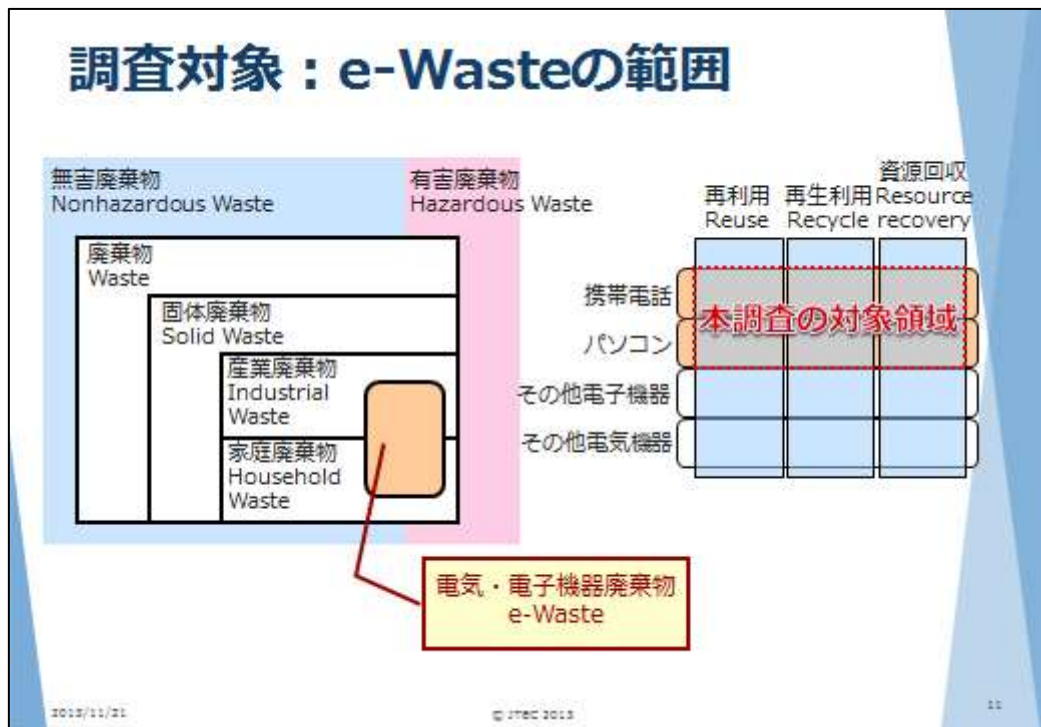 調査対象：e-Wasteの範囲
無害廃棄物
Nonhazardous Waste
有害廃棄物
Hazardous Waste
廃棄物
Waste
固体廃棄物
Solid Waste
産業廃棄物
Industrial
Waste
家庭廃棄物
Household
Waste
電気・電子機器廃棄物
e-Waste
再利用
Reuse
再生利用
Recycle
資源回収
Resource
recovery
携帯電話
パソコン
その他電子機器
その他電気機器
本調査の対象領域
2013/11/21
© JTEC 2013
11